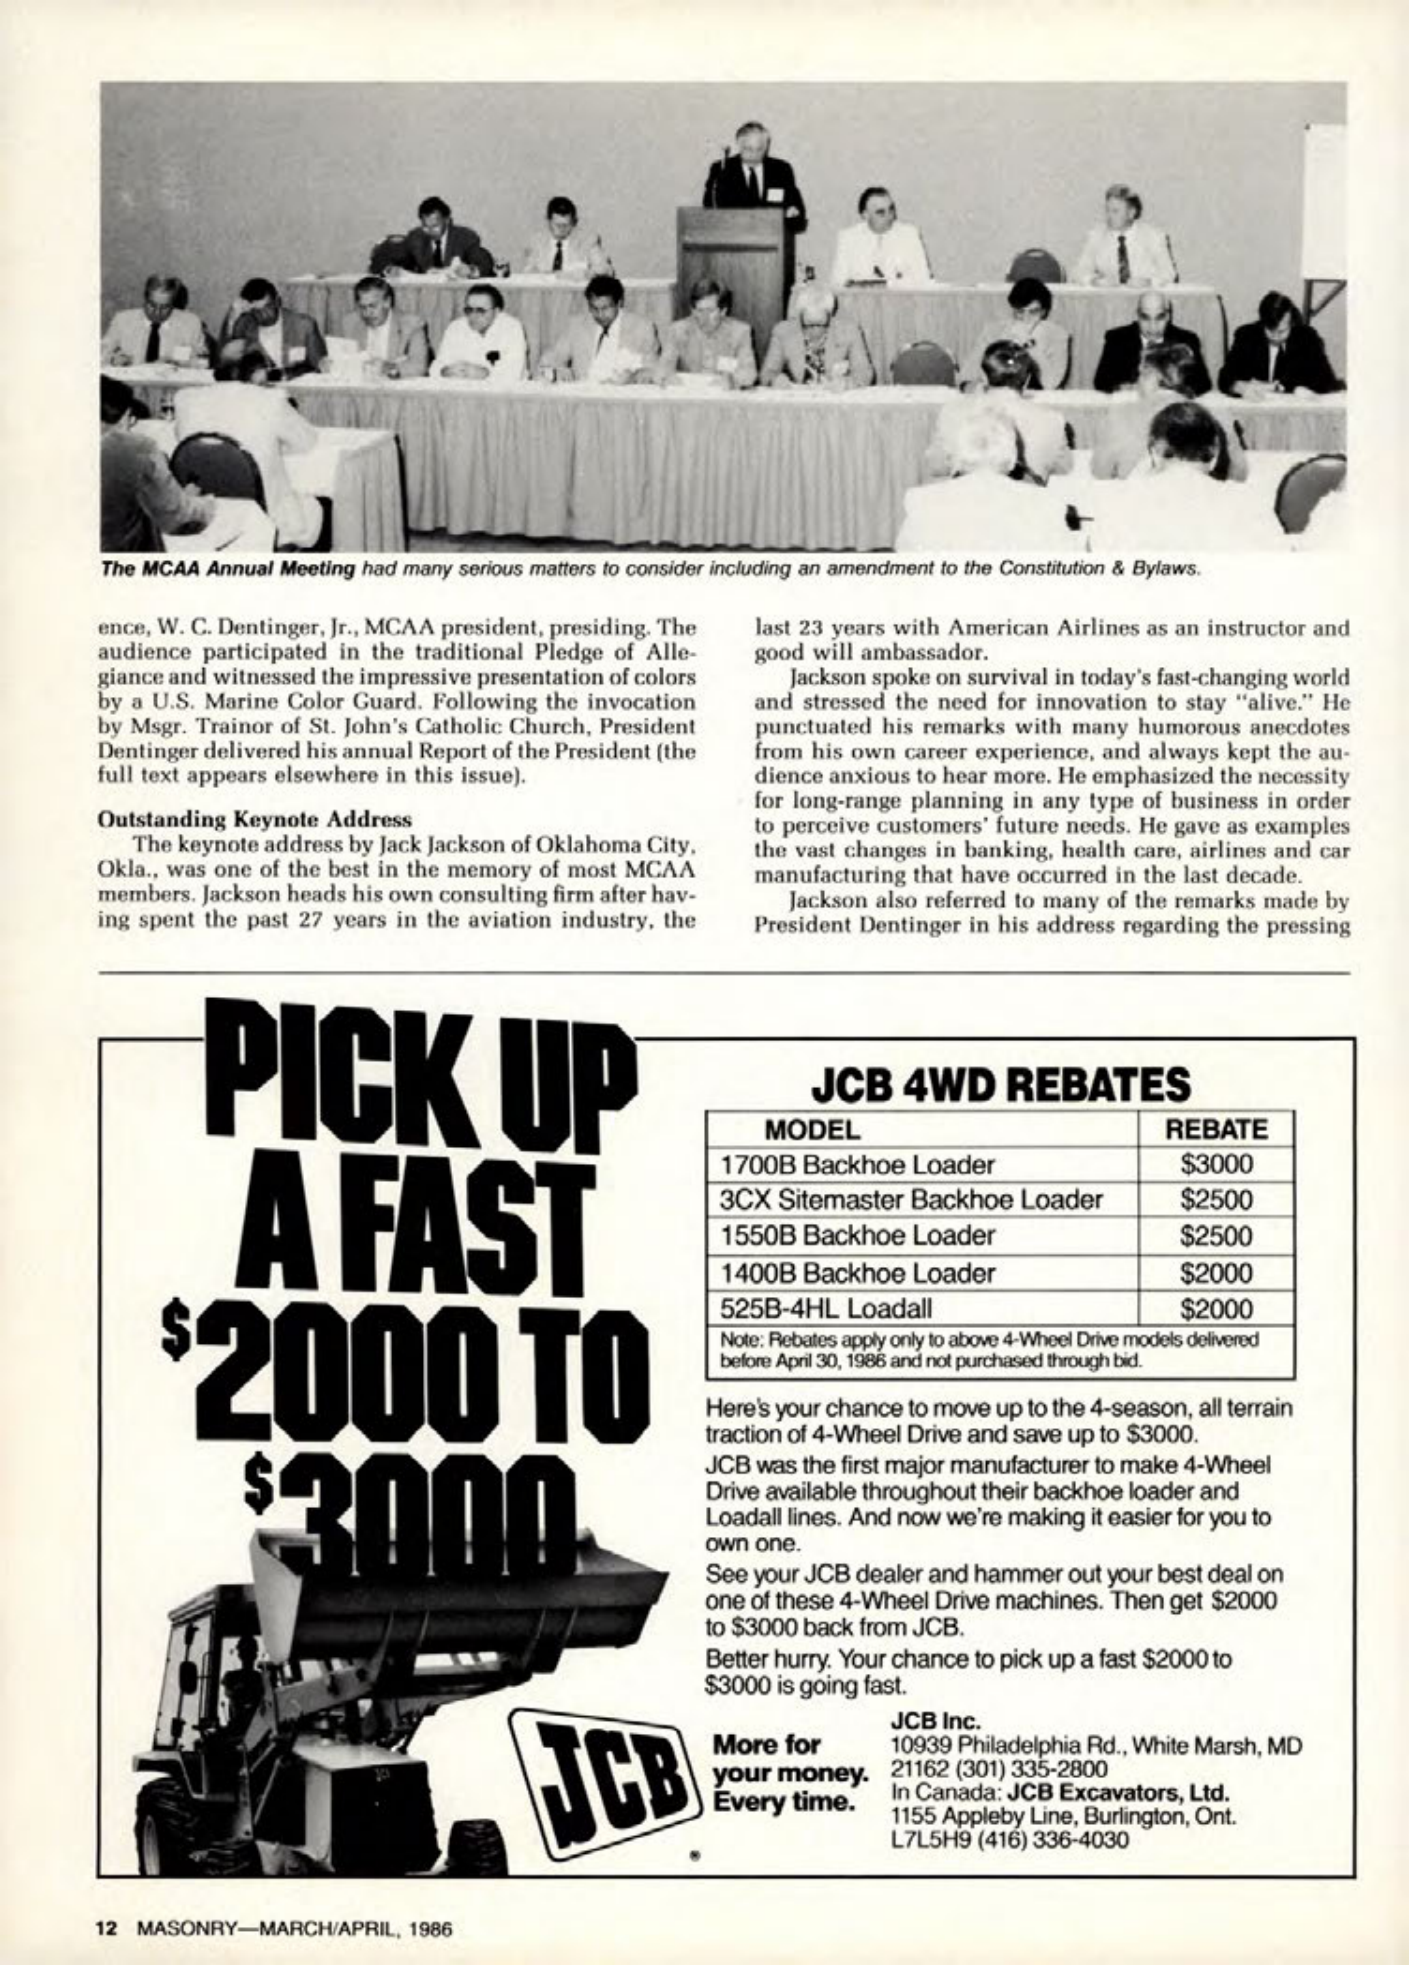 The MCAA Annual Meeting had many serious matters to consider including an amendment to the Constitution & Bylaws.
ence, W. C. Dentinger, Jr., MCAA president, presiding. The
audience participated in the traditional Pledge of Alle-
giance and witnessed the impressive presentation of colors
by a U.S. Marine Color Guard. Following the invocation
by Msgr. Trainor of St. John's Catholic Church, President
Dentinger delivered his annual Report of the President (the
full text appears elsewhere in this issue).
Outstanding Keynote Address
The keynote address by Jack Jackson of Oklahoma City,
Okla., was one of the best in the memory of most MCAA
members. Jackson heads his own consulting firm after hav-
ing spent the past 27 years in the aviation industry, the
last 23 years with American Airlines as an instructor and
good will ambassador.
Jackson spoke on survival in today's fast-changing world
and stressed the need for innovation to stay "alive." He
punctuated his remarks with many humorous anecdotes
from his own career experience, and always kept the au-
dience anxious to hear more. He emphasized the necessity
for long-range planning in any type of business in order
to perceive customers' future needs. He gave as examples
the vast changes in banking, health care, airlines and car
manufacturing that have occurred in the last decade.
Jackson also referred to many of the remarks made by
President Dentinger in his address regarding the pressing
PICK UP
A FAST
$2000 TO
$3000
JCB 4WD REBATES
MODEL REBATE
1700B Backhoe Loader $3000
3CX Sitemaster Backhoe Loader $2500
1550B Backhoe Loader $2500
1400B Backhoe Loader $2000
525B-4HL Loadall $2000
Note: Rebates apply only to above 4-Wheel Drive models delivered
before April 30, 1986 and not purchased through bid.
Here's your chance to move up to the 4-season, all terrain
traction of 4-Wheel Drive and save up to $3000.
JCB was the first major manufacturer to make 4-Wheel
Drive available throughout their backhoe loader and
Loadall lines. And now we're making it easier for you to
own one.
See your JCB dealer and hammer out your best deal on
one of these 4-Wheel Drive machines. Then get $2000
to $3000 back from JCB.
Better hurry. Your chance to pick up a fast $2000 to
$3000 is going fast.
JCB
®
More for
your money.
Every time.
JCB Inc.
10939 Philadelphia Rd., White Marsh, MD
21162 (301) 335-2800
In Canada: JCB Excavators, Ltd.
1155 Appleby Line, Burlington, Ont.
L7L5H9 (416) 336-4030
12 MASONRY—MARCH/APRIL, 1986